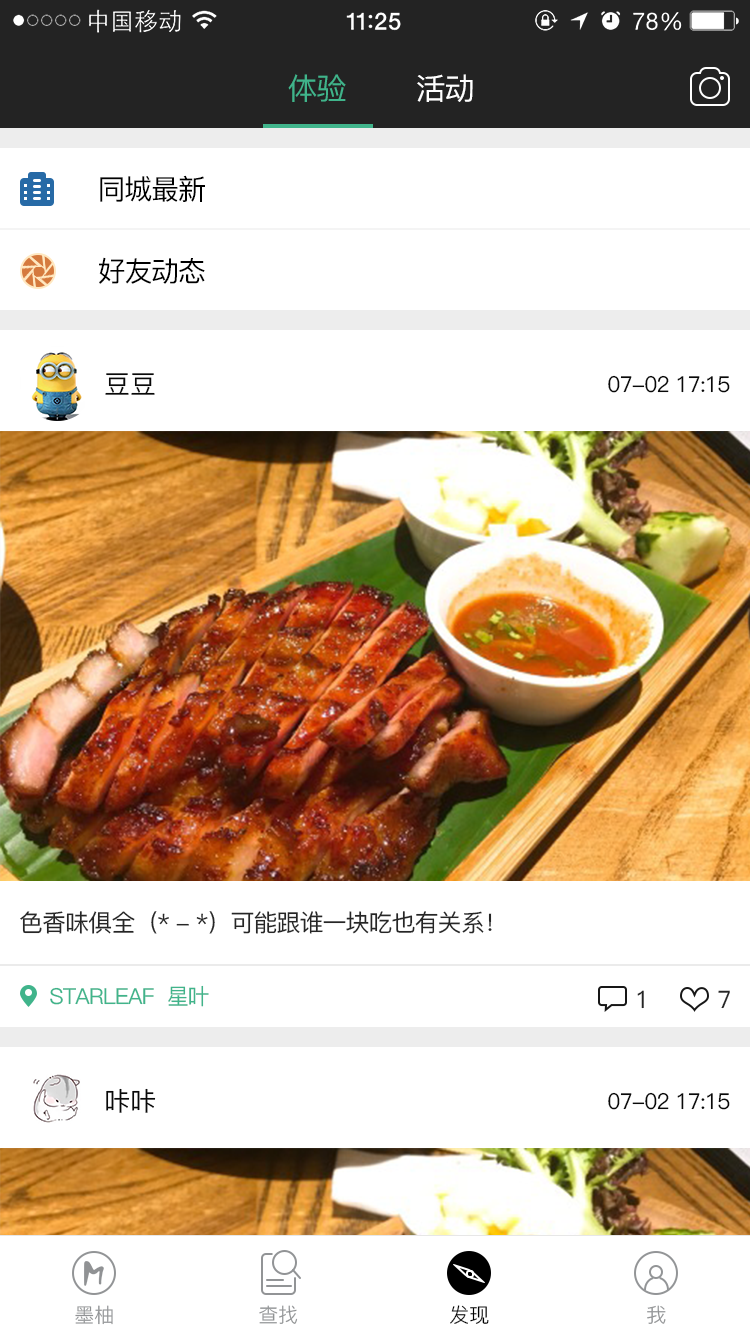 中国移动 11:25 78%
体验 活动
同城最新
好友动态
豆豆 07-02 17:15
色香味俱全（* – *）可能跟谁一块吃也有关系！
STARLEAF 星叶 1 7
咔咔 07-02 17:15
墨柚 查找 发现 我